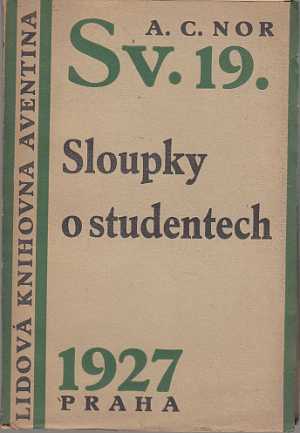 A. C. NOR
Sv. 19.
Sloupky
o studentech
1927
PRAHA
LIDOVÁ KNIHOVNA AVENTINA